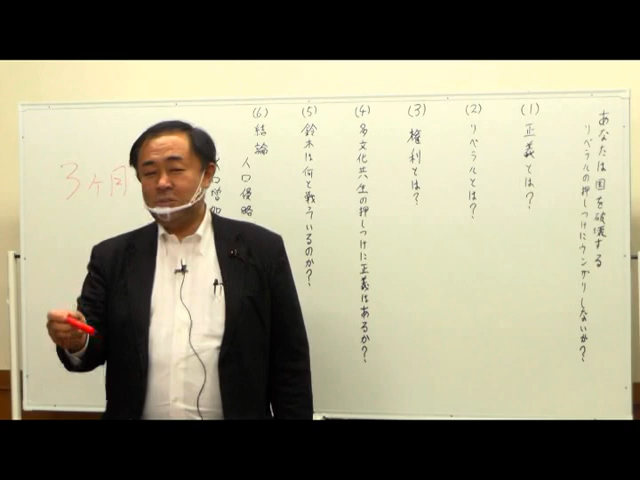 あなたは国を破壊する
リベラルの押しつけにウンザリしないか?
(1) 正義とは?
(2) リベラルとは?
(3) 権利とは?
(4) 多文化共生の押しつけに正義はあるか?
(5) 鈴木は何と戦っているのか?
(6) 結論
人口侵略
増加
3ヶ月